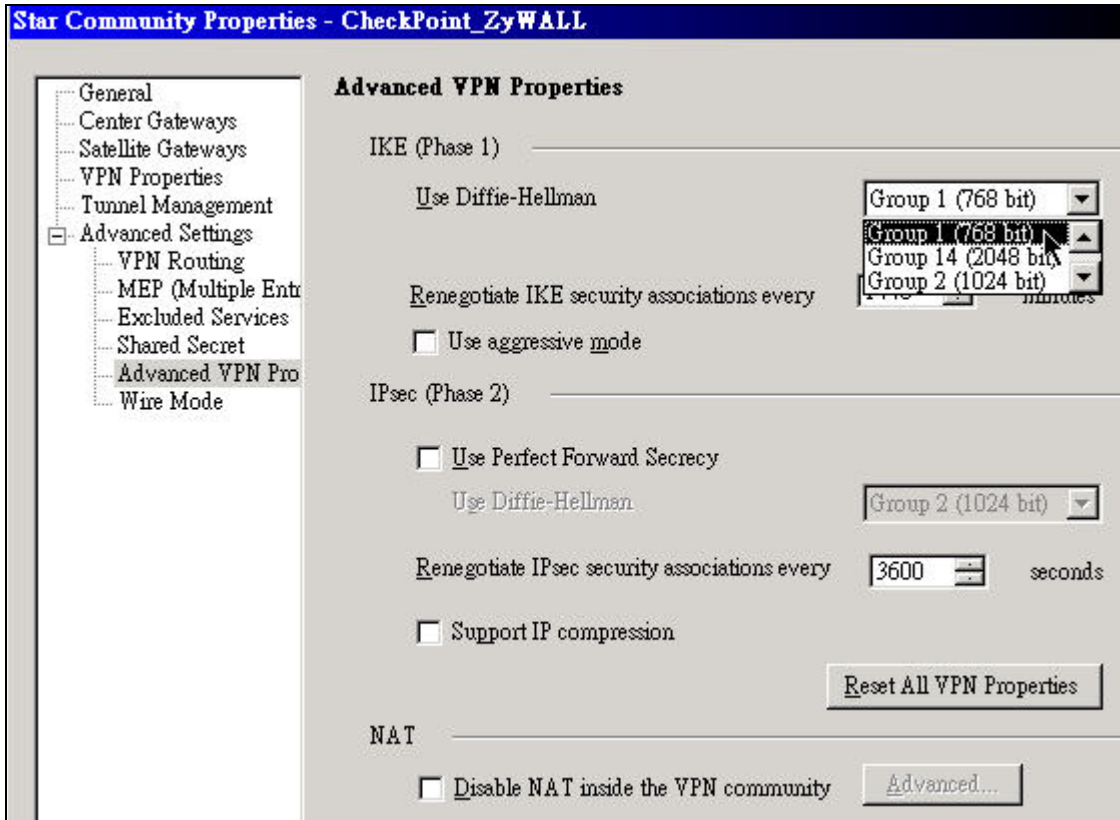 Star Community Properties - CheckPoint_ZyWALL
General
Center Gateways
Satellite Gateways
VPN Properties
Tunnel Management
Advanced Settings
VPN Routing
MEP (Multiple Entr
Excluded Services
Shared Secret
Advanced VPN Pro
Wire Mode
Advanced VPN Properties
IKE (Phase 1)
Use Diffie-Hellman
Group 1 (768 bit)
Group 1 (768 bit)
Group 14 (2048 bit)
Group 2 (1024 bit)
Renegotiate IKE security associations every
minutes
Use aggressive mode
IPsec (Phase 2)
Use Perfect Forward Secrecy
Use Diffie-Hellman
Group 2 (1024 bit)
Renegotiate IPsec security associations every 3600 seconds
Support IP compression
Reset All VPN Properties
NAT
Disable NAT inside the VPN community
Advanced...